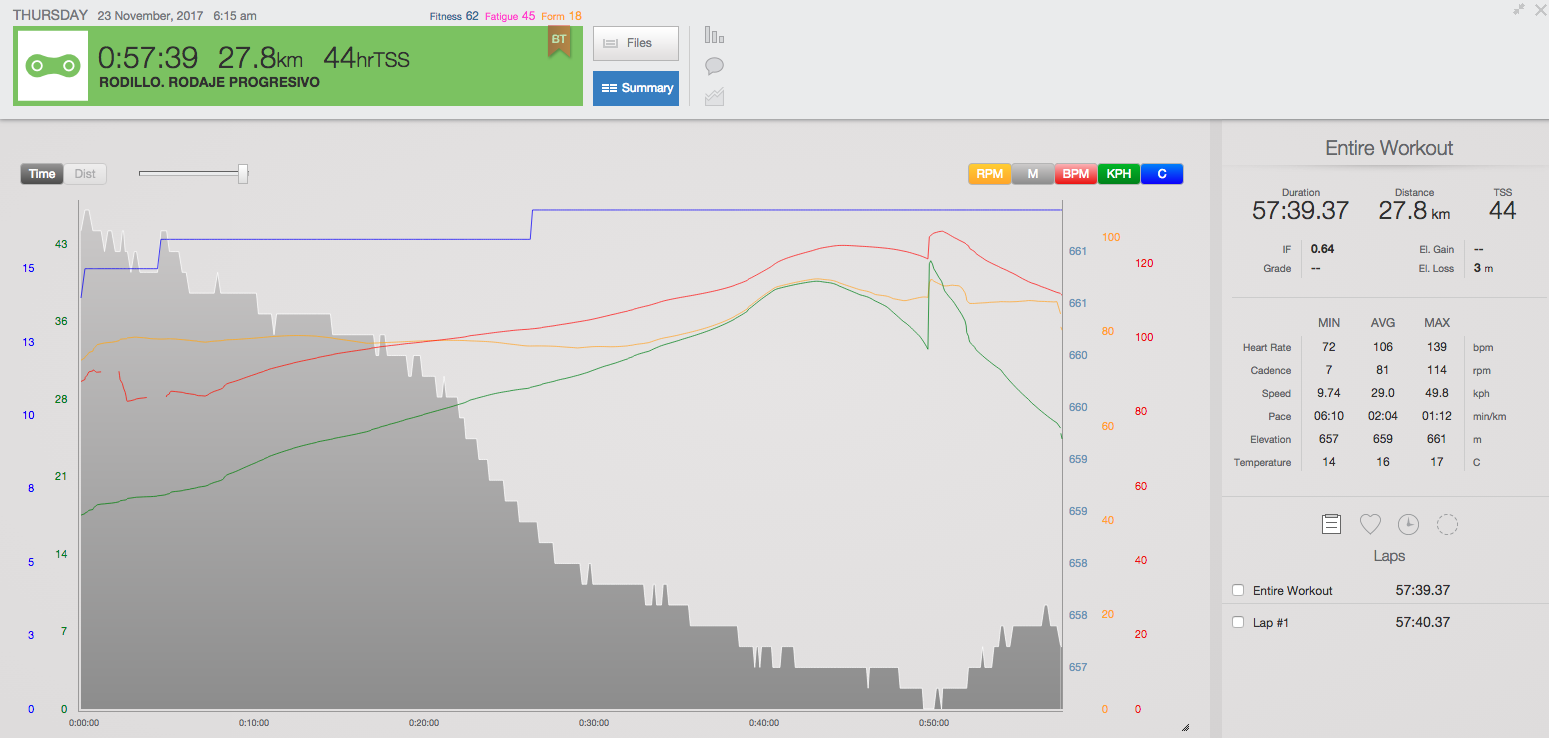 THURSDAY 23 November, 2017 6:15 am
Fitness 62 Fatigue 45 Form 18
BT
0:57:39 27.8km 44hrTSS
RODILLO. RODAJE PROGRESIVO
Files
Summary
Time Dist
RPM M BPM KPH C
43
36
28
21
14
7
0
15
13
10
8
5
3
0
661
661
660
660
659
659
658
658
657
100
80
60
40
20
0
120
100
80
60
40
20
0
0:00:00 0:10:00 0:20:00 0:30:00 0:40:00 0:50:00
Entire Workout
Duration Distance TSS
57:39.37 27.8 km 44
IF 0.64 El. Gain --
Grade -- El. Loss 3 m
MIN AVG MAX
Heart Rate 72 106 139 bpm
Cadence 7 81 114 rpm
Speed 9.74 29.0 49.8 kph
Pace 06:10 02:04 01:12 min/km
Elevation 657 659 661 m
Temperature 14 16 17 C
Laps
Entire Workout 57:39.37
Lap #1 57:40.37